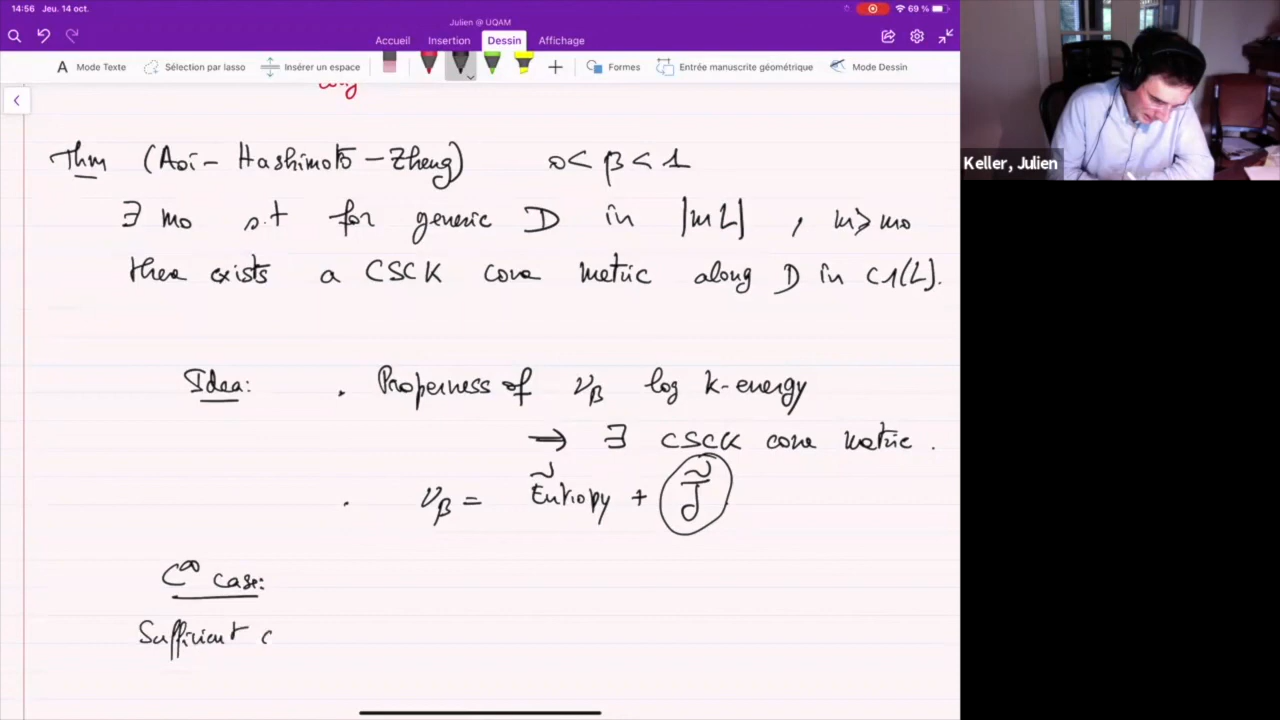 14:56 Jeu. 14 oct.
69 %
Julien @ UQAM
Accueil Insertion Dessin Affichage
Mode Texte Sélection par lasso Insérer un espace Formes Entrée manuscrite géométrique Mode Dessin
Keller, Julien
Thm (Aoi - Hashimoto - Zheng) 0 < β < 1
∃ m0 s.t for generic D in |mL| , m > m0
there exists a CSCK cone metric along D in c1(L).
Idea: . Properness of ν_β log K-energy
→ ∃ CSCK cone metric .
. ν_β = Ẽntropy + J̃
C^∞ case:
Sufficient c